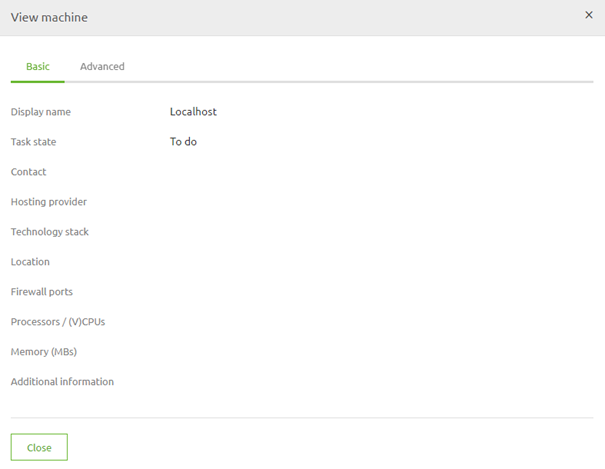 View machine ×
Basic Advanced
Display name Localhost
Task state To do
Contact
Hosting provider
Technology stack
Location
Firewall ports
Processors / (V)CPUs
Memory (MBs)
Additional information
Close